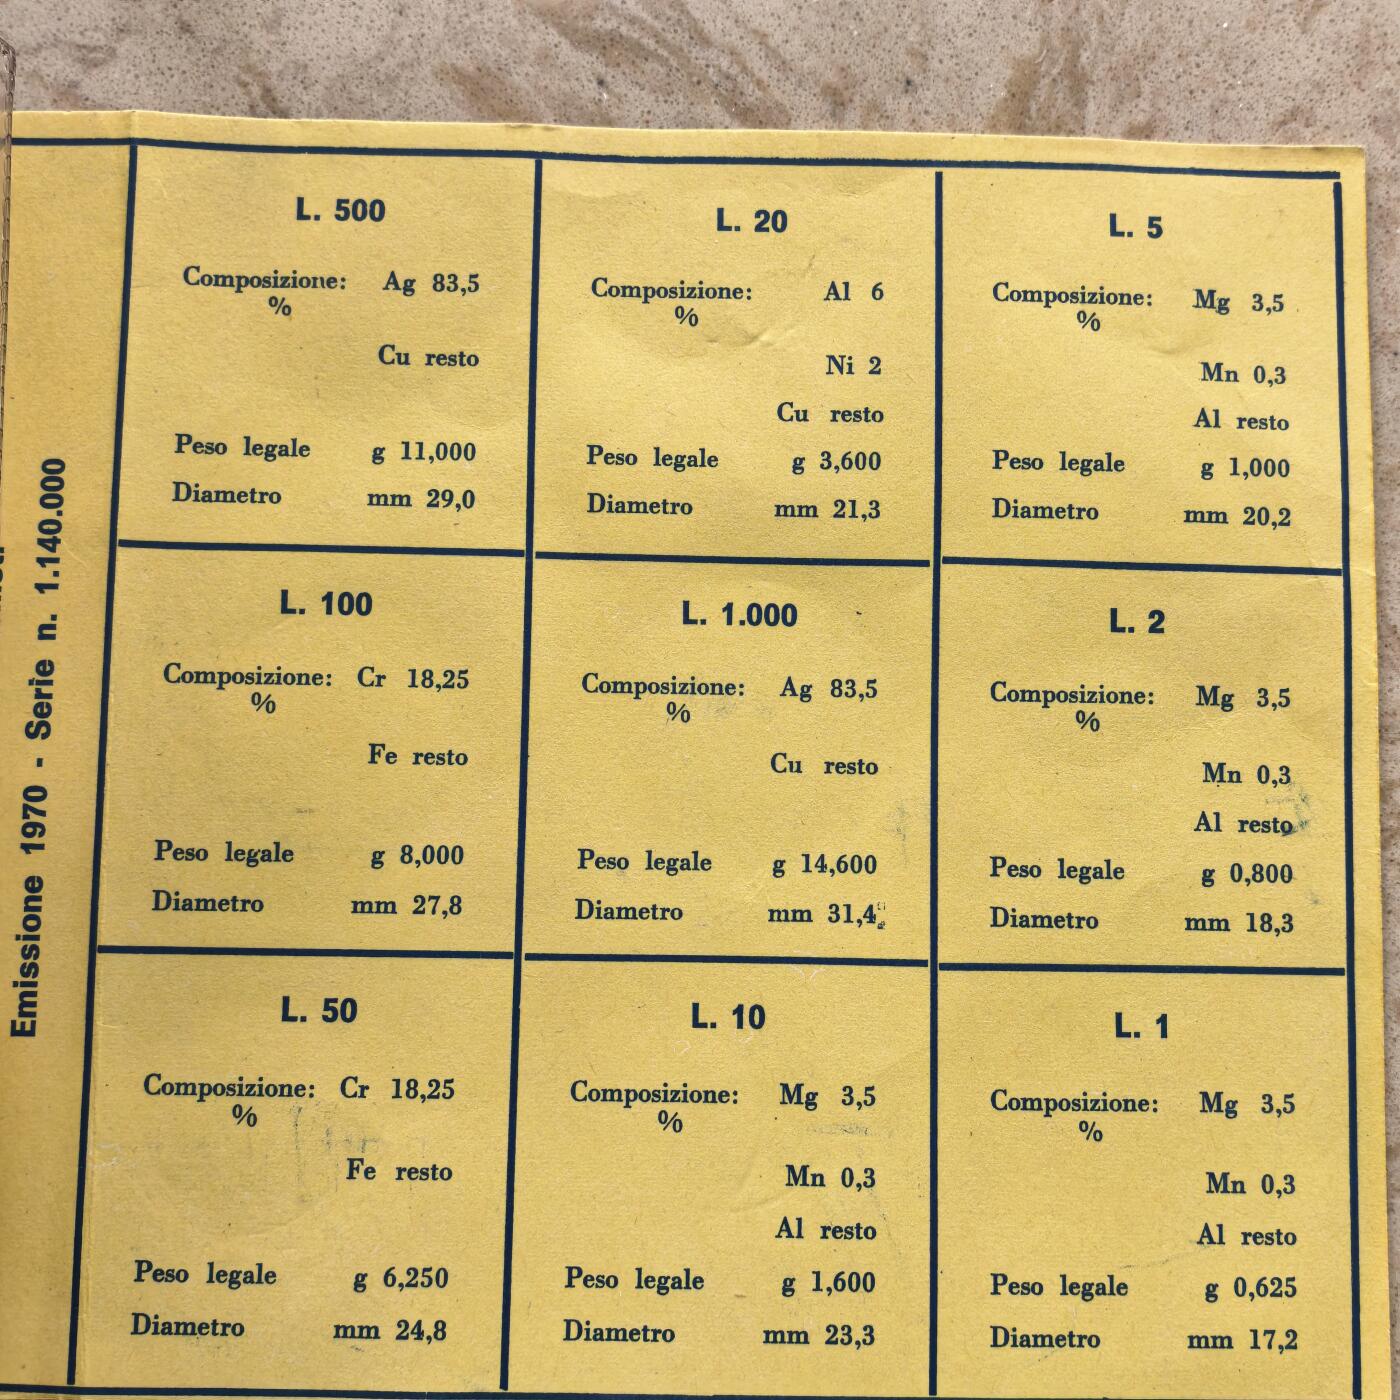 Emissione 1970 - Serie n. 1.140.000
L. 500
Composizione: Ag 83,5
%
Cu resto
Peso legale g 11,000
Diametro mm 29,0
L. 20
Composizione: Al 6
%
Ni 2
Cu resto
Peso legale g 3,600
Diametro mm 21,3
L. 5
Composizione: Mg 3,5
%
Mn 0,3
Al resto
Peso legale g 1,000
Diametro mm 20,2
L. 100
Composizione: Cr 18,25
%
Fe resto
Peso legale g 8,000
Diametro mm 27,8
L. 1.000
Composizione: Ag 83,5
%
Cu resto
Peso legale g 14,600
Diametro mm 31,4
L. 2
Composizione: Mg 3,5
%
Mn 0,3
Al resto
Peso legale g 0,800
Diametro mm 18,3
L. 50
Composizione: Cr 18,25
%
Fe resto
Peso legale g 6,250
Diametro mm 24,8
L. 10
Composizione: Mg 3,5
%
Mn 0,3
Al resto
Peso legale g 1,600
Diametro mm 23,3
L. 1
Composizione: Mg 3,5
%
Mn 0,3
Al resto
Peso legale g 0,625
Diametro mm 17,2